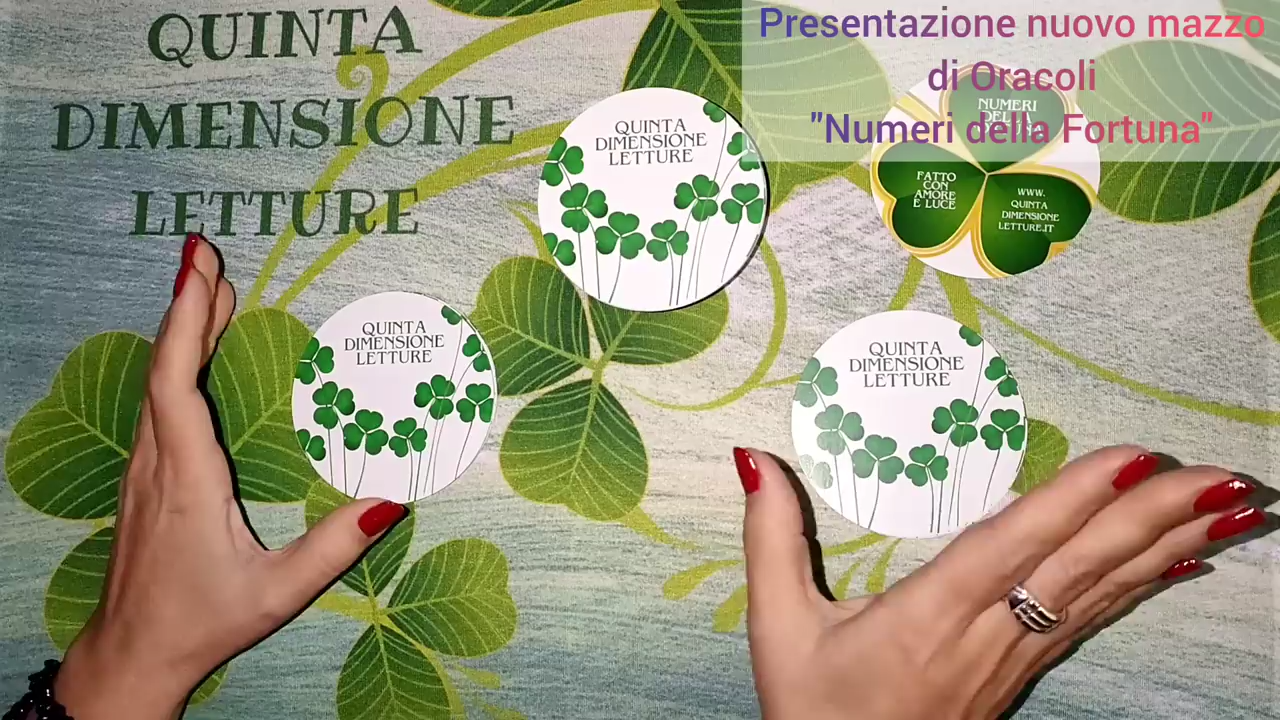 QUINTA
DIMENSIONE
LETTURE
Presentazione nuovo mazzo
di Oracoli
"Numeri della Fortuna"
QUINTA
DIMENSIONE
LETTURE
NUMERI
DELLA
FATTO
CON
AMORE
E LUCE
WWW.
QUINTA
DIMENSIONE
LETTURE.IT
QUINTA
DIMENSIONE
LETTURE
QUINTA
DIMENSIONE
LETTURE